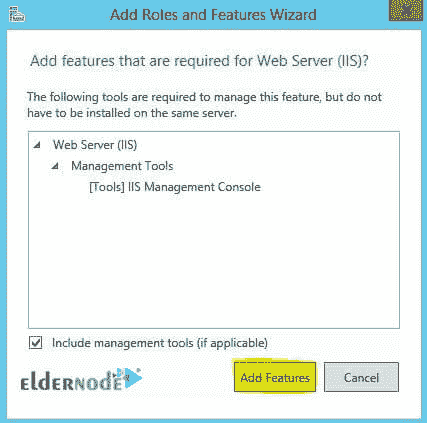 Add Roles and Features Wizard
Add features that are required for Web Server (IIS)?
The following tools are required to manage this feature, but do not
have to be installed on the same server.
Web Server (IIS)
Management Tools
[Tools] IIS Management Console
Include management tools (if applicable)
eldernode
Add Features
Cancel